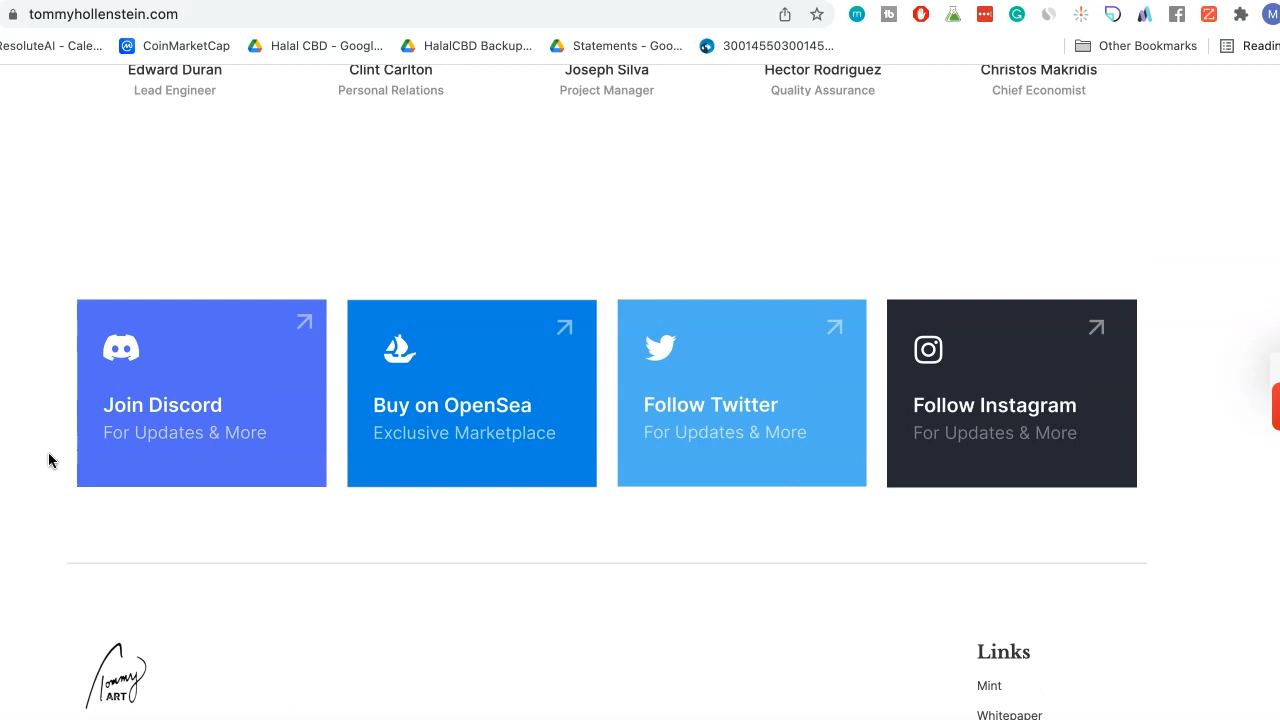 tommyhollenstein.com
ResoluteAI - Cale...
CoinMarketCap
Halal CBD - Googl...
HalalCBD Backup...
Statements - Goo...
30014550300145...
Other Bookmarks
Readin
Edward Duran
Clint Carlton
Joseph Silva
Hector Rodriguez
Christos Makridis
Lead Engineer
Personal Relations
Project Manager
Quality Assurance
Chief Economist
Join Discord
For Updates & More
Buy on OpenSea
Exclusive Marketplace
Follow Twitter
For Updates & More
Follow Instagram
For Updates & More
Tommy
ART
Links
Mint
Whitepaper